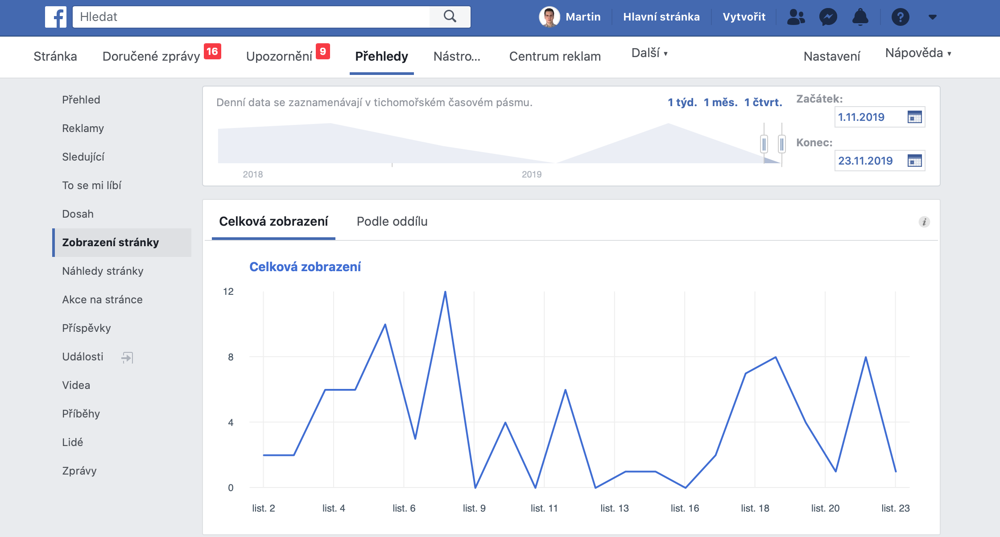 Hledat
Martin
Hlavní stránka
Vytvořit
Stránka
Doručené zprávy 16
Upozornění 9
Přehledy
Nástro...
Centrum reklam
Další
Nastavení
Nápověda
Přehled
Reklamy
Sledující
To se mi líbí
Dosah
Zobrazení stránky
Náhledy stránky
Akce na stránce
Příspěvky
Události
Videa
Příběhy
Lidé
Zprávy
Denní data se zaznamenávají v tichomořském časovém pásmu.
1 týd. 1 měs. 1 čtvrt.
Začátek:
1.11.2019
Konec:
23.11.2019
2018 2019
Celková zobrazení
Podle oddílu
Celková zobrazení
12
8
4
0
list. 2 list. 4 list. 6 list. 9 list. 11 list. 13 list. 16 list. 18 list. 20 list. 23